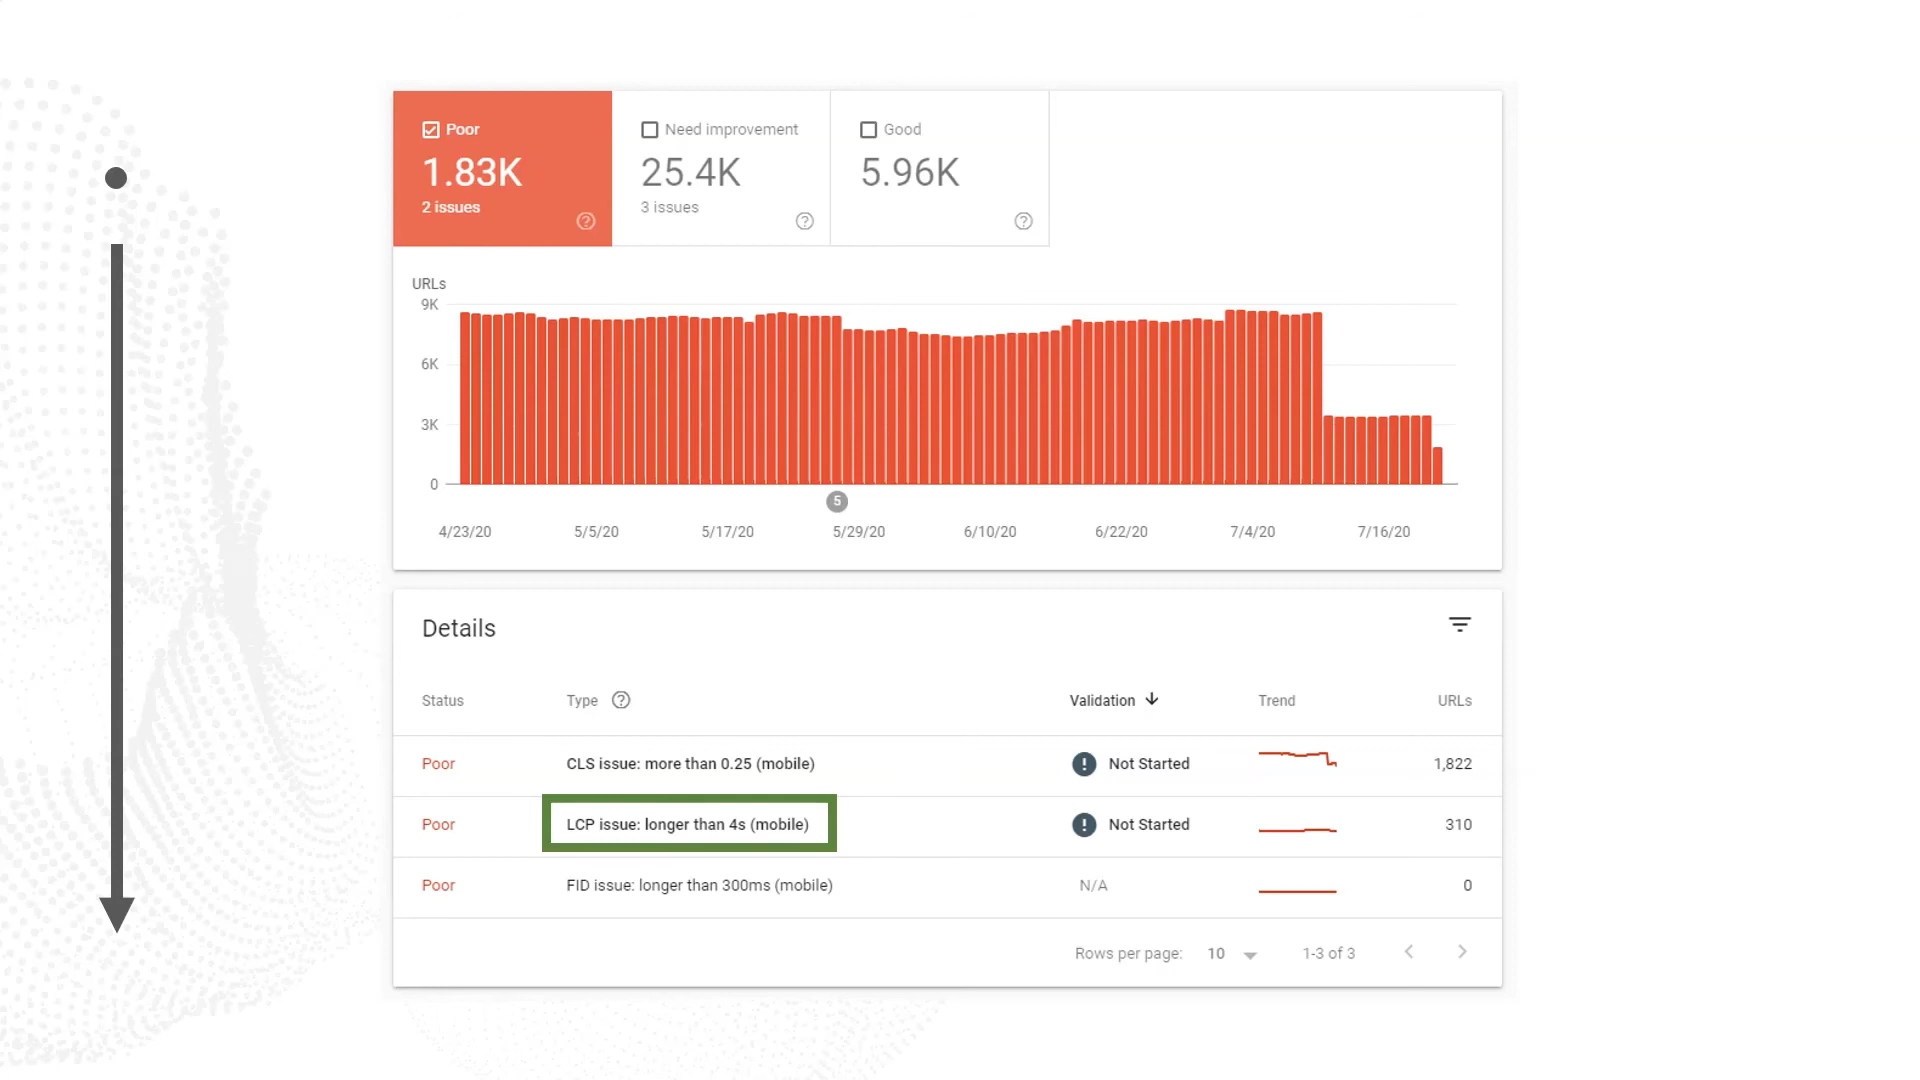 Poor
1.83K
2 issues
Need improvement
25.4K
3 issues
Good
5.96K
URLs
9K
6K
3K
0
5
4/23/20 5/5/20 5/17/20 5/29/20 6/10/20 6/22/20 7/4/20 7/16/20
Details
Status Type Validation Trend URLs
Poor CLS issue: more than 0.25 (mobile) Not Started 1,822
Poor LCP issue: longer than 4s (mobile) Not Started 310
Poor FID issue: longer than 300ms (mobile) N/A 0
Rows per page: 10 1-3 of 3